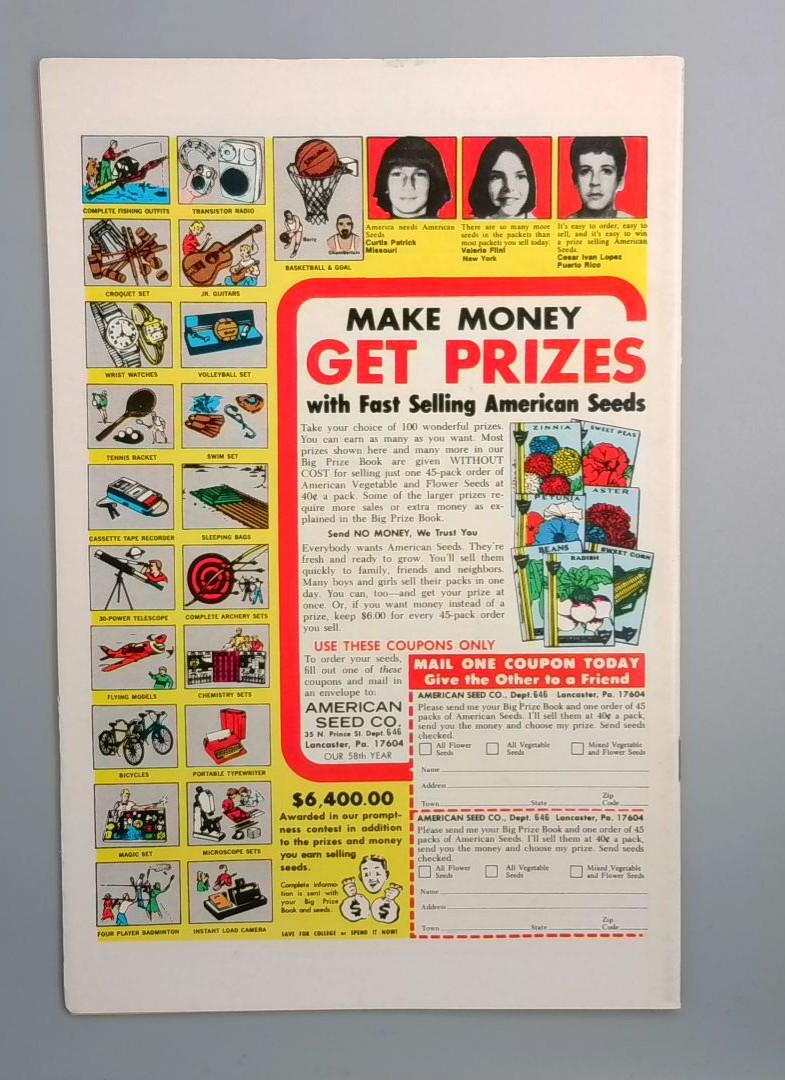 COMPLETE FISHING OUTFITS
TRANSISTOR RADIO
Spalding
Barry
Chamberlain
BASKETBALL & GOAL
America needs American
Seeds.
Curtis Patrick
Missouri
There are so many more
seeds in the packets than
most packets you sell today.
Valerie Flini
New York
It's easy to order, easy to
sell, and it's easy to win
a prize selling American
Seeds.
Cesar Ivan Lopez
Puerto Rico
CROQUET SET
JR. GUITARS
WRIST WATCHES
VOLLEYBALL SET
TENNIS RACKET
SWIM SET
CASSETTE TAPE RECORDER
SLEEPING BAGS
30-POWER TELESCOPE
COMPLETE ARCHERY SETS
FLYING MODELS
CHEMISTRY SETS
BICYCLES
PORTABLE TYPEWRITER
MAGIC SET
MICROSCOPE SETS
FOUR PLAYER BADMINTON
INSTANT LOAD CAMERA
MAKE MONEY
GET PRIZES
with Fast Selling American Seeds
Take your choice of 100 wonderful prizes.
You can earn as many as you want. Most
prizes shown here and many more in our
Big Prize Book are given WITHOUT
COST for selling just one 45-pack order of
American Vegetable and Flower Seeds at
40¢ a pack. Some of the larger prizes re-
quire more sales or extra money as ex-
plained in the Big Prize Book.
Send NO MONEY, We Trust You
Everybody wants American Seeds. They're
fresh and ready to grow. You'll sell them
quickly to family, friends and neighbors.
Many boys and girls sell their packs in one
day. You can, too—and get your prize at
once. Or, if you want money instead of a
prize, keep $6.00 for every 45-pack order
you sell.
ZINNIA
SWEET PEAS
PETUNIA
ASTER
BEANS
RADISH
SWEET CORN
USE THESE COUPONS ONLY
To order your seeds,
fill out one of these
coupons and mail in
an envelope to:
AMERICAN
SEED CO.
35 N. Prince St. Dept. 646
Lancaster, Pa. 17604
OUR 58th YEAR
MAIL ONE COUPON TODAY
Give the Other to a Friend
AMERICAN SEED CO., Dept. 646 Lancaster, Pa. 17604
Please send me your Big Prize Book and one order of 45
packs of American Seeds. I'll sell them at 40¢ a pack,
send you the money and choose my prize. Send seeds
checked.
All Flower
Seeds
All Vegetable
Seeds
Mixed Vegetable
and Flower Seeds
Name
Address
Town State Zip Code
AMERICAN SEED CO., Dept. 646 Lancaster, Pa. 17604
Please send me your Big Prize Book and one order of 45
packs of American Seeds. I'll sell them at 40¢ a pack,
send you the money and choose my prize. Send seeds
checked.
All Flower
Seeds
All Vegetable
Seeds
Mixed Vegetable
and Flower Seeds
Name
Address
Town State Zip Code
$6,400.00
Awarded in our prompt-
ness contest in addition
to the prizes and money
you earn selling
seeds.
Complete informa-
tion is sent with
your Big Prize
Book and seeds.
$ $
SAVE FOR COLLEGE or SPEND IT NOW!